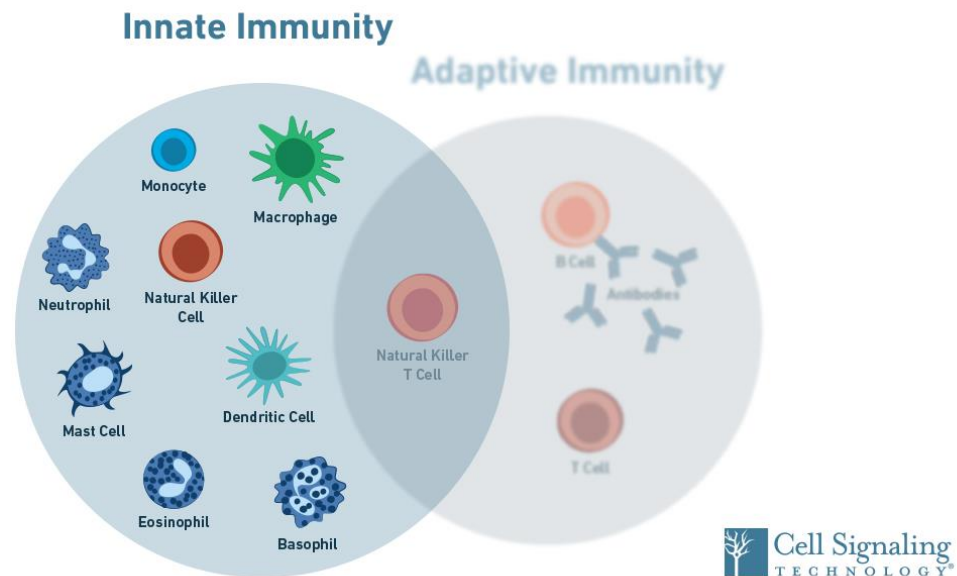 Innate Immunity
Adaptive Immunity
Monocyte
Macrophage
Neutrophil
Natural Killer
Cell
B Cell
Antibodies
Natural Killer
T Cell
Mast Cell
Dendritic Cell
T Cell
Eosinophil
Basophil
Cell Signaling
TECHNOLOGY®